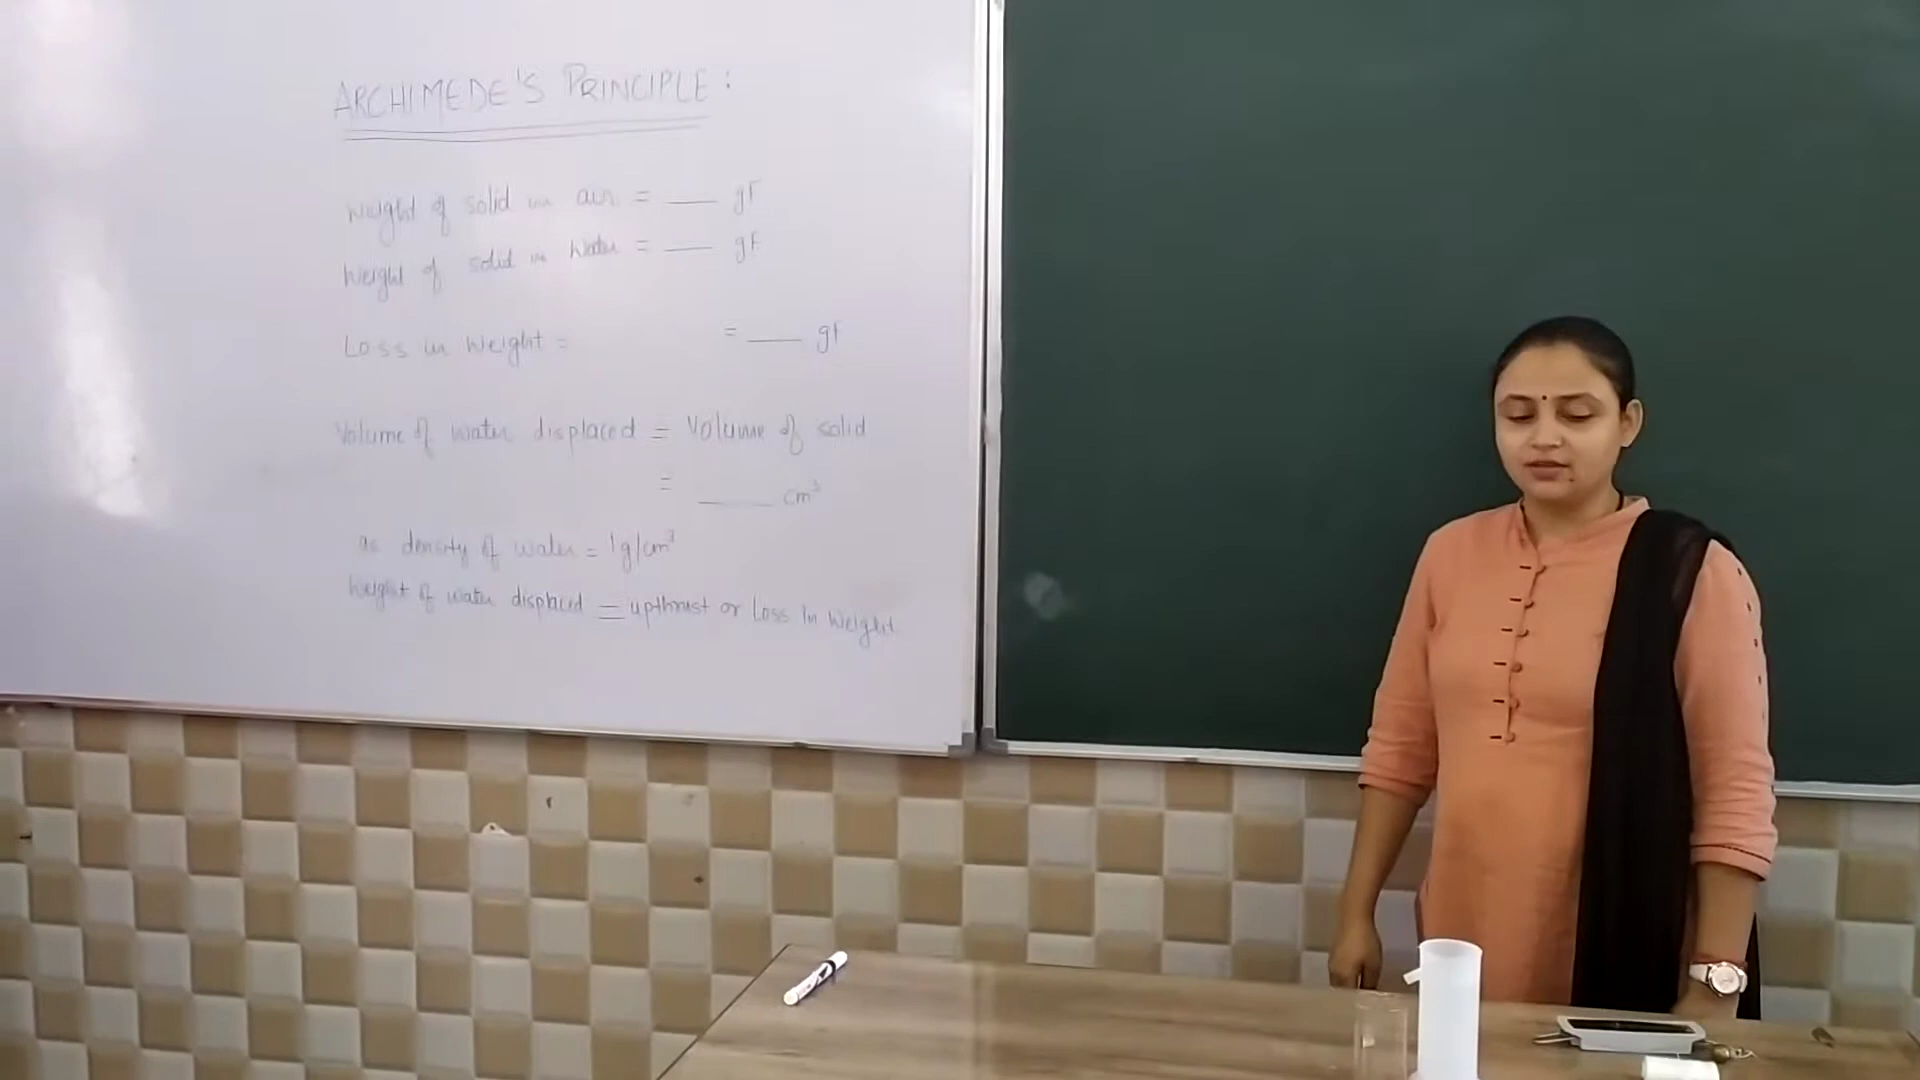 ARCHIMEDE'S PRINCIPLE:
Weight of solid in air = ___ gf
Weight of solid in water = ___ gf
Loss in Weight = = ___ gf
Volume of water displaced = Volume of solid
= ___ cm³
as density of water = 1g/cm³
Weight of water displaced = upthrust or Loss in Weight